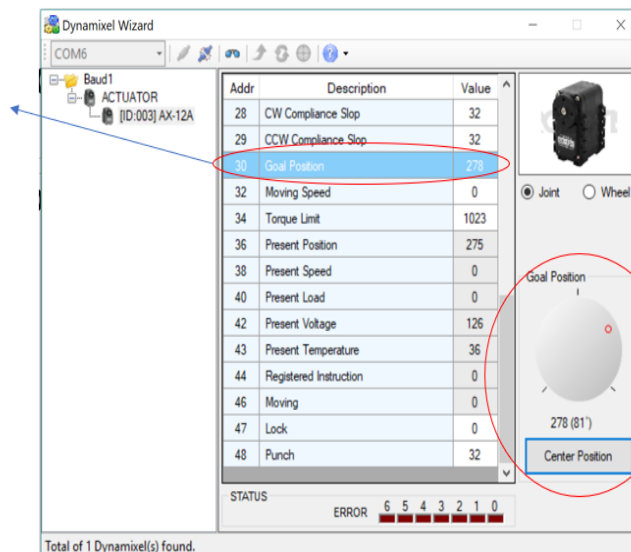 Dynamixel Wizard
COM6
Baud1
ACTUATOR
[ID:003] AX-12A
Addr Description Value
28 CW Compliance Slop 32
29 CCW Compliance Slop 32
30 Goal Position 278
32 Moving Speed 0
34 Torque Limit 1023
36 Present Position 275
38 Present Speed 0
40 Present Load 0
42 Present Voltage 126
43 Present Temperature 36
44 Registered Instruction 0
46 Moving 0
47 Lock 0
48 Punch 32
Joint Wheel
Goal Position
278 (81˚)
Center Position
STATUS
ERROR 6 5 4 3 2 1 0
Total of 1 Dynamixel(s) found.